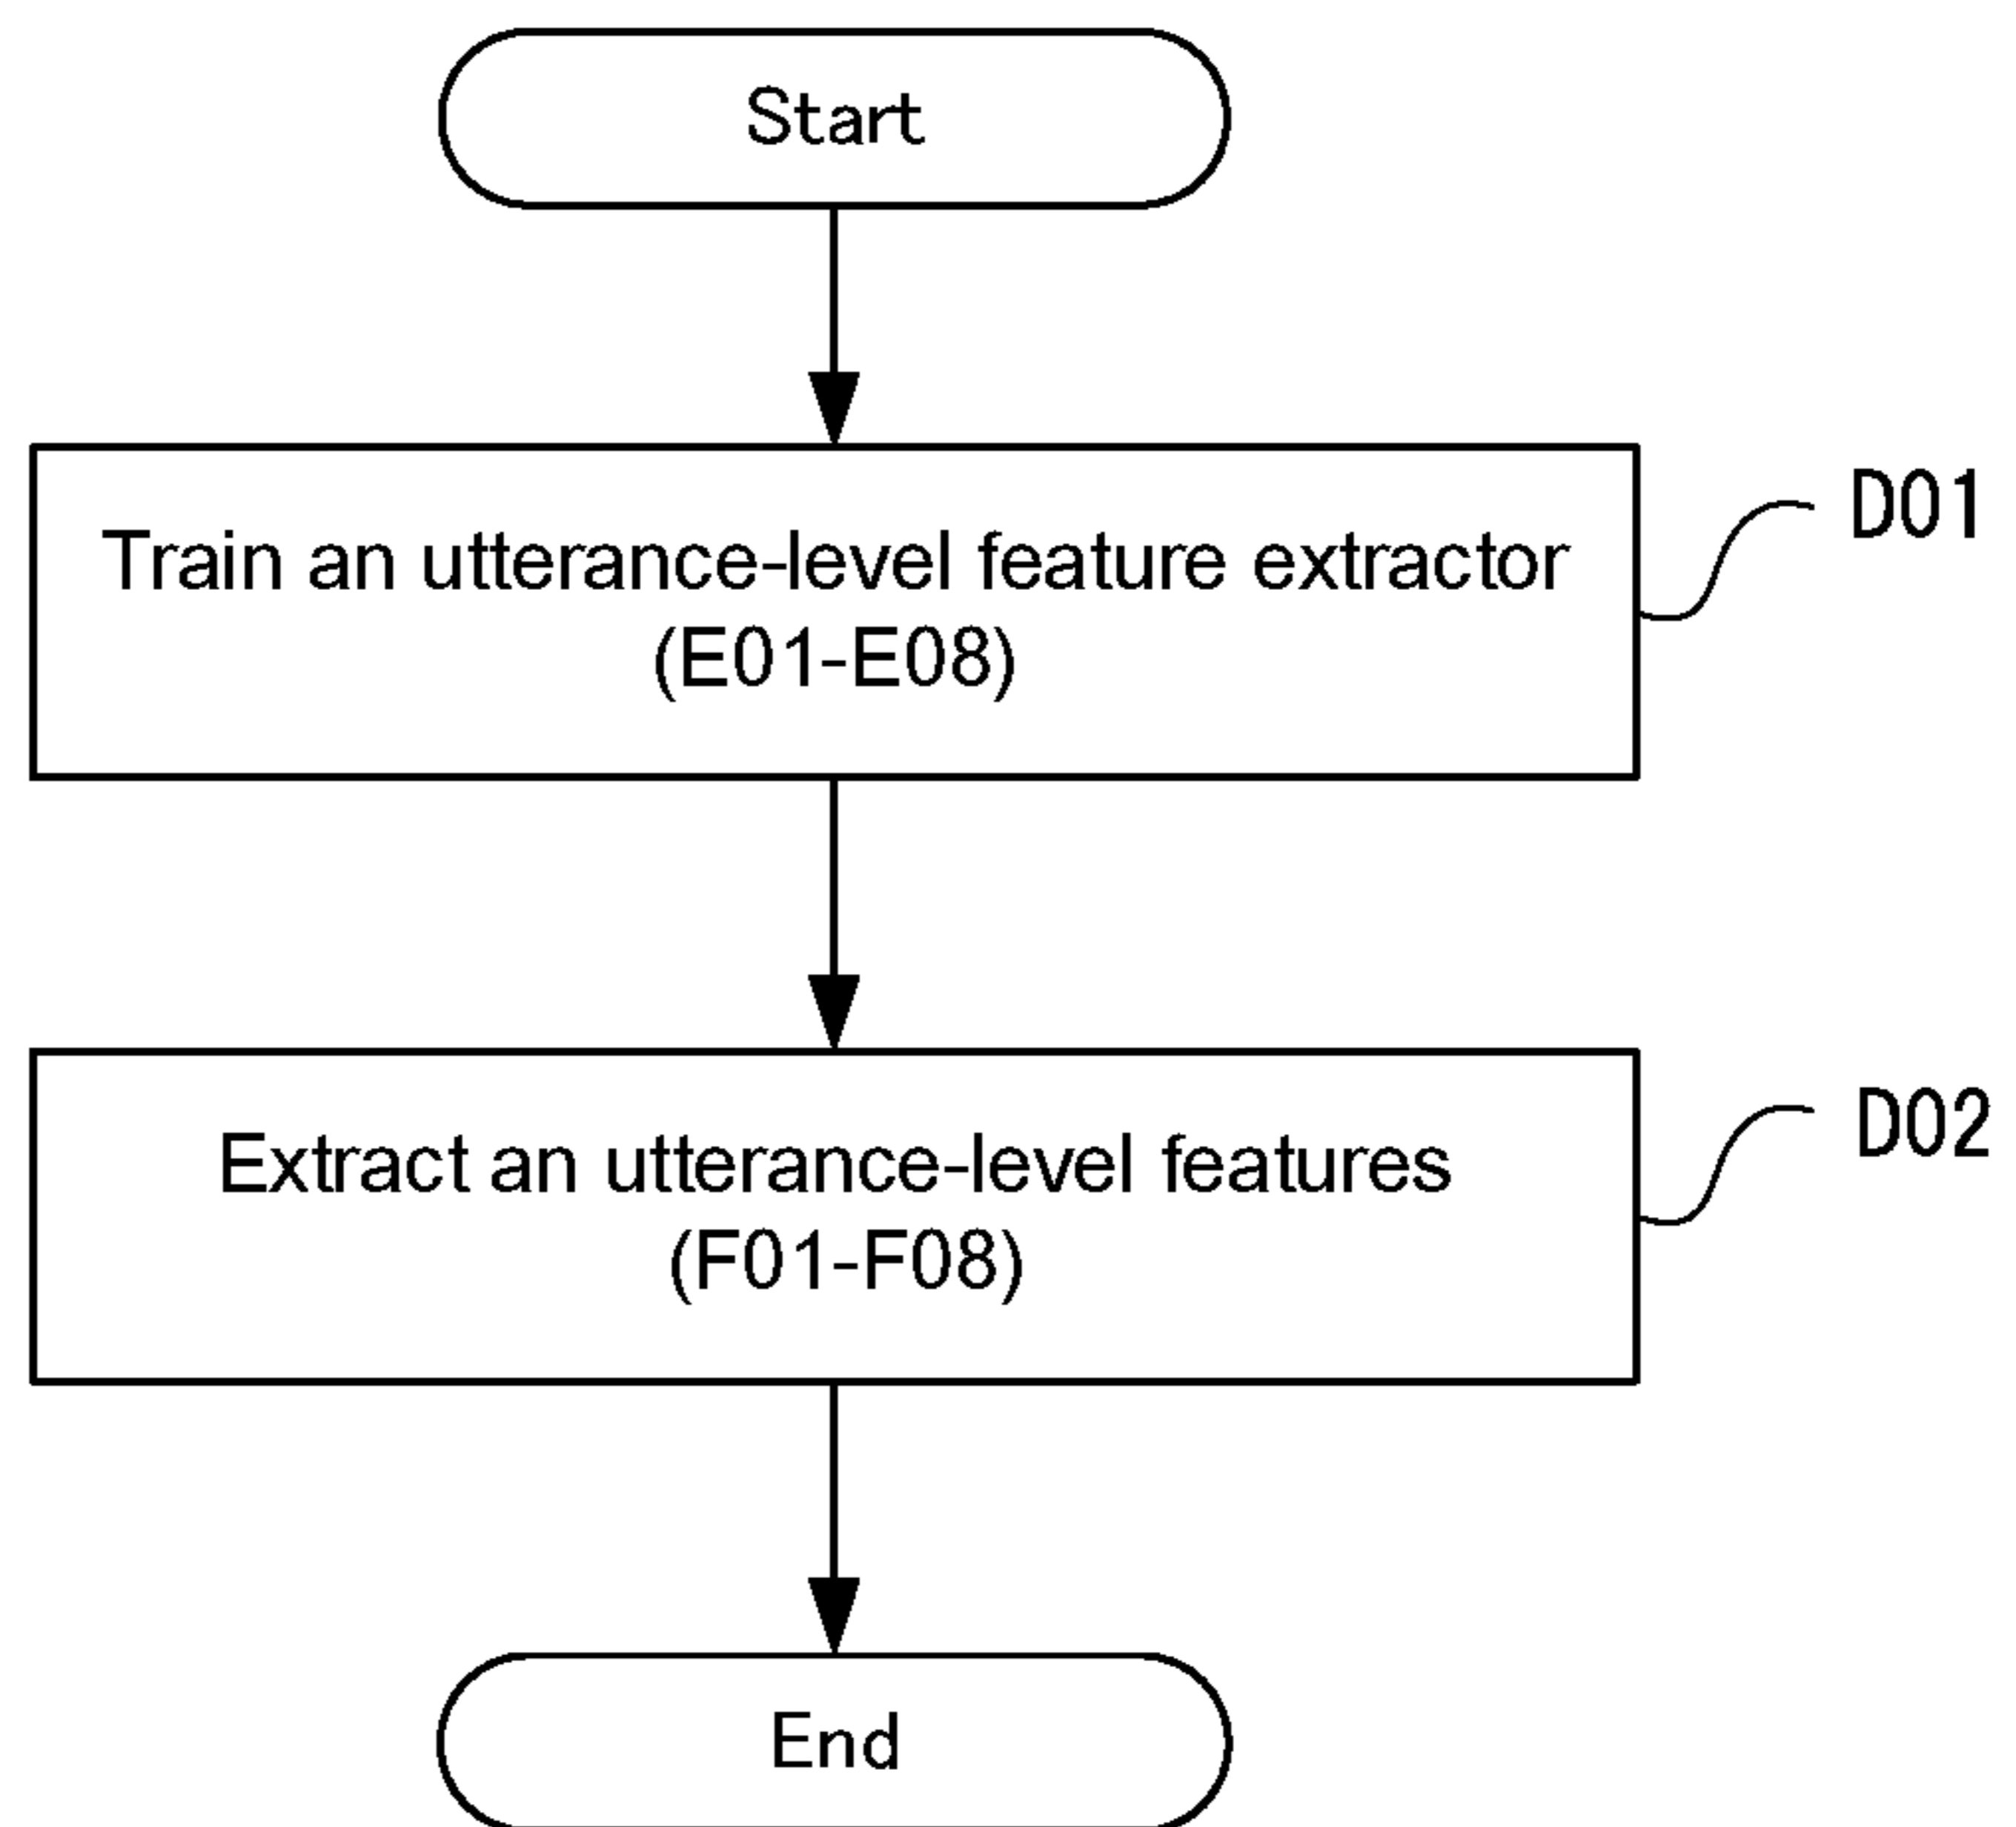 Start
Train an utterance-level feature extractor
(E01-E08)
D01
Extract an utterance-level features
(F01-F08)
D02
End